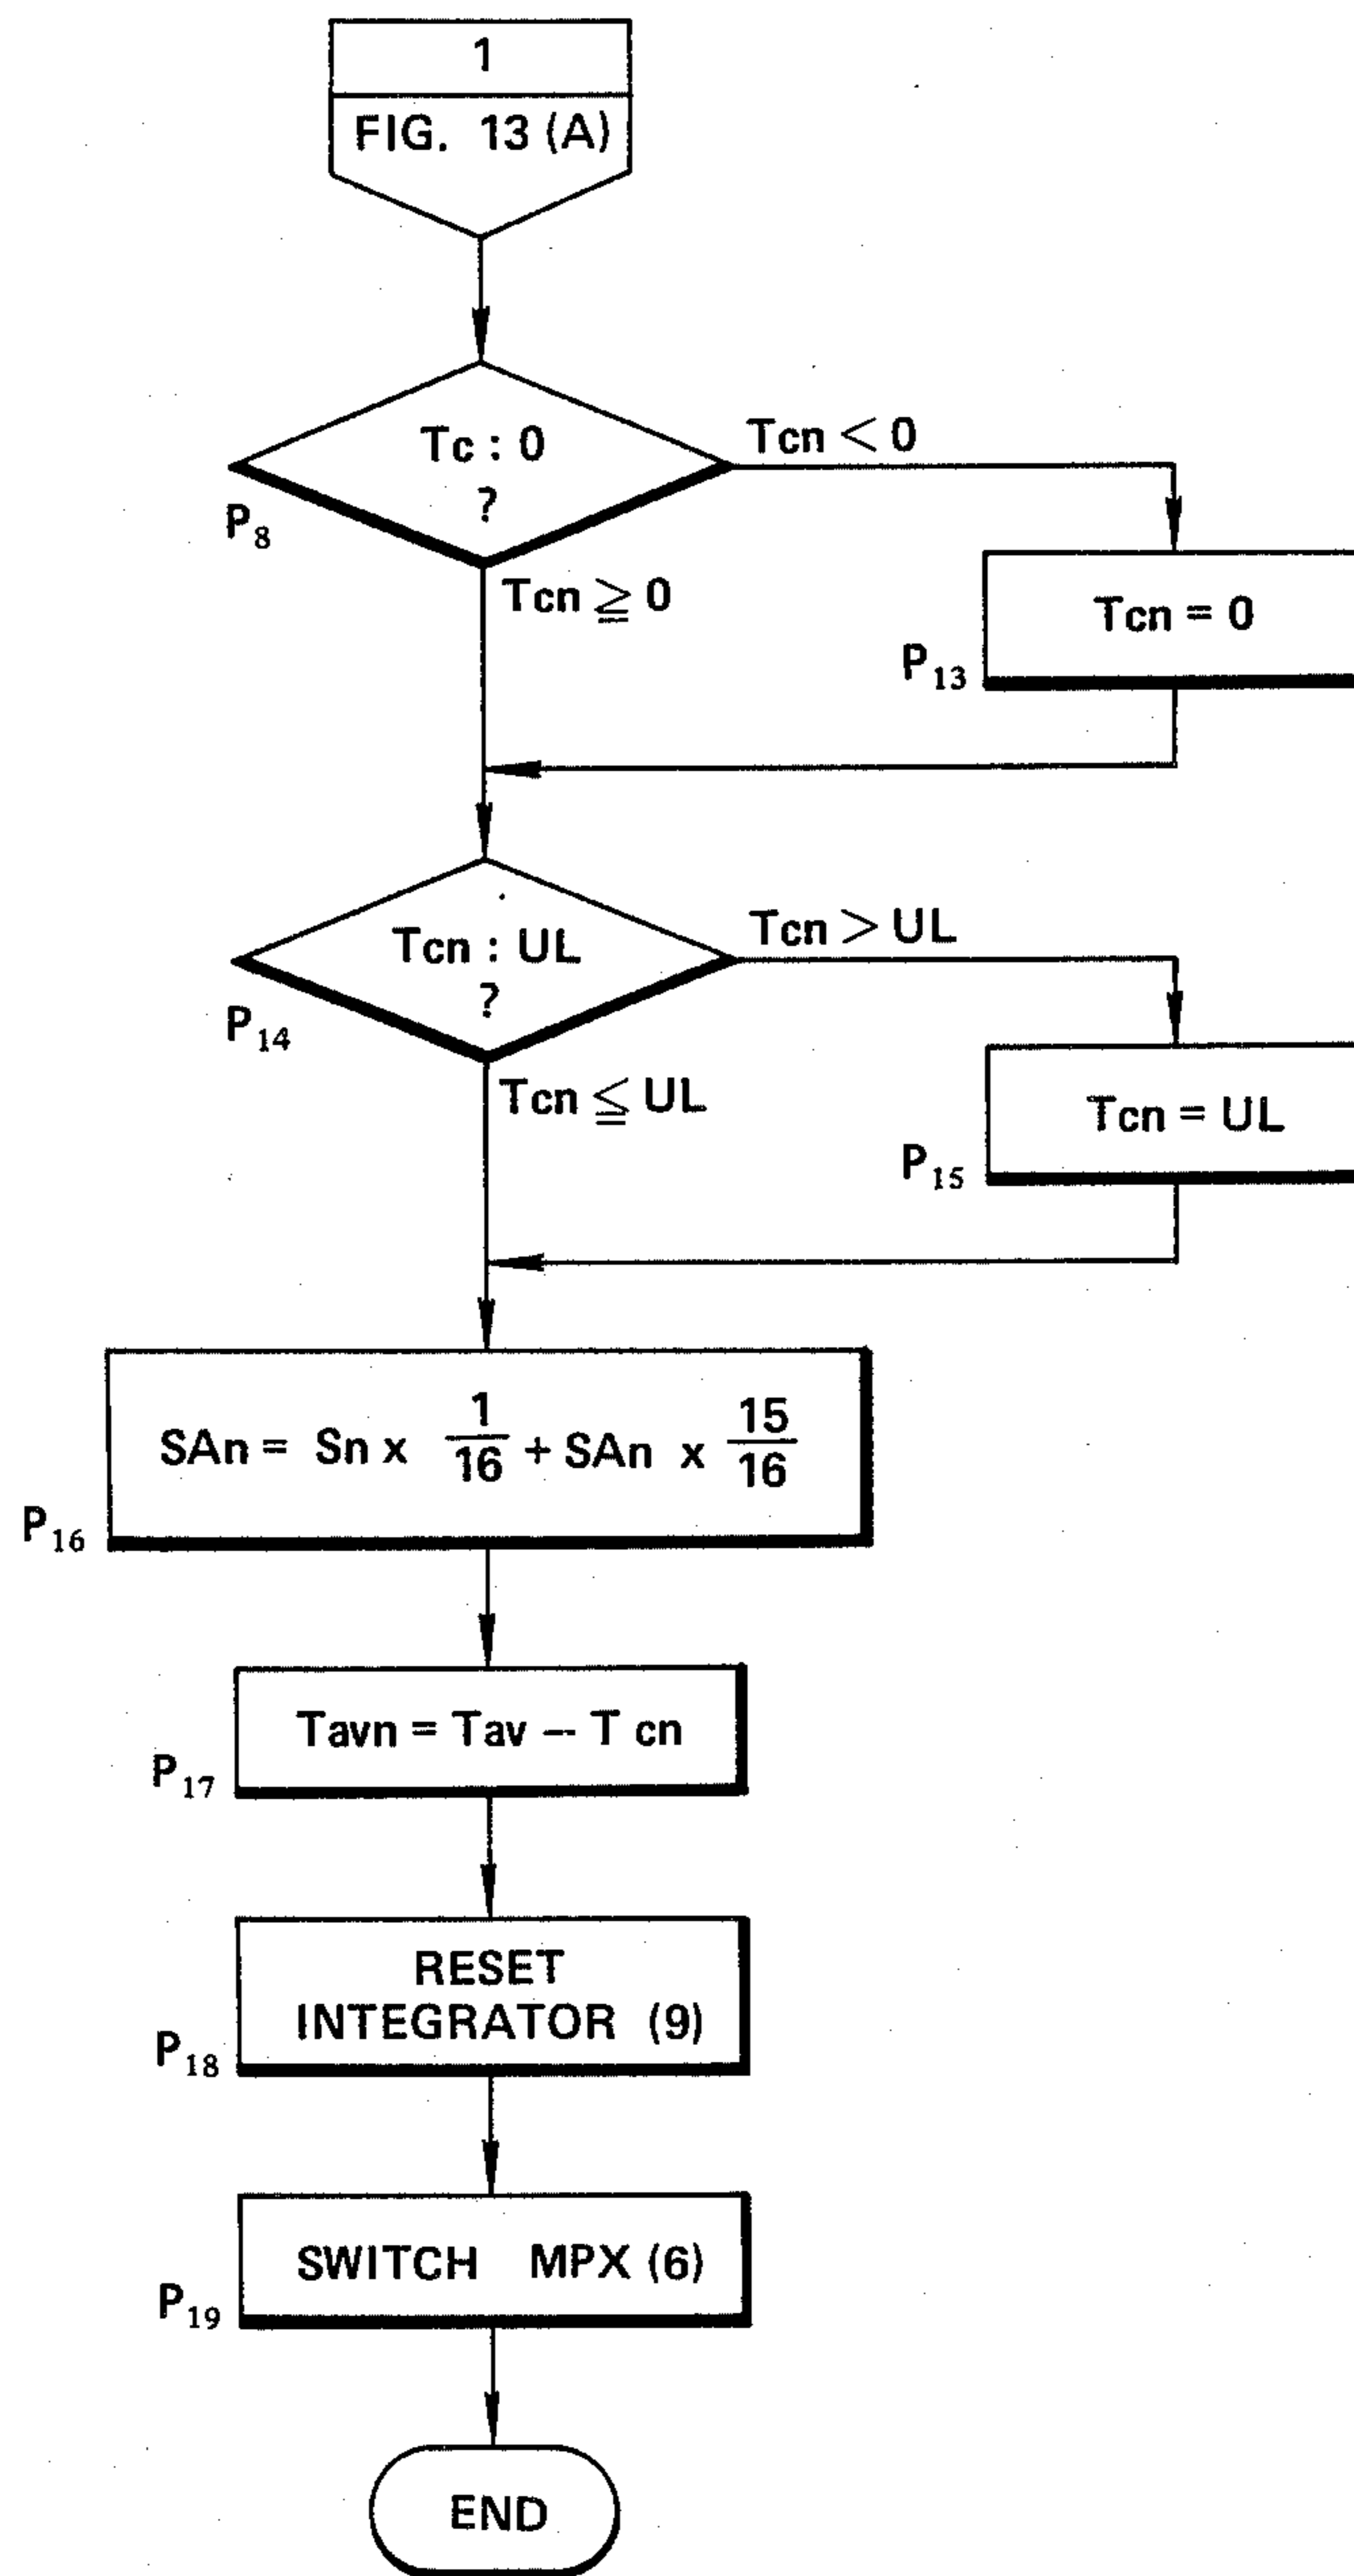 1
FIG. 13 (A)
Tc : 0
?
Tcn < 0
P₈
Tcn ≧ 0
Tcn = 0
P₁₃
Tcn : UL
?
Tcn > UL
P₁₄
Tcn ≦ UL
Tcn = UL
P₁₅
SAn = Sn x 1/16 + SAn x 15/16
P₁₆
Tavn = Tav – T cn
P₁₇
RESET
INTEGRATOR (9)
P₁₈
SWITCH MPX (6)
P₁₉
END